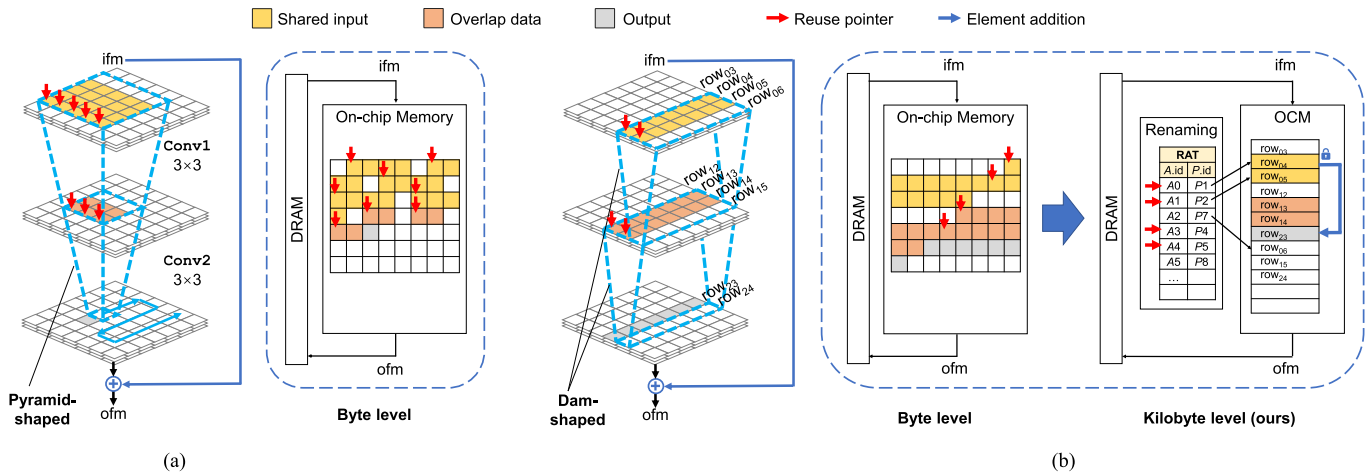 Shared input
Overlap data
Output
Reuse pointer
Element addition
ifm
Conv1
3×3
Conv2
3×3
Pyramid-
shaped
ofm
ifm
DRAM
On-chip Memory
ofm
Byte level
(a)
ifm
row03
row04
row05
row06
row12
row13
row14
row15
row23
row24
Dam-
shaped
ofm
ifm
DRAM
On-chip Memory
ofm
Byte level
ifm
DRAM
Renaming
RAT
A.id P.id
A0 P1
A1 P2
A2 P7
A3 P4
A4 P5
A5 P8
...
OCM
row03
row04
row05
row12
row13
row14
row23
row06
row15
row24
ofm
Kilobyte level (ours)
(b)